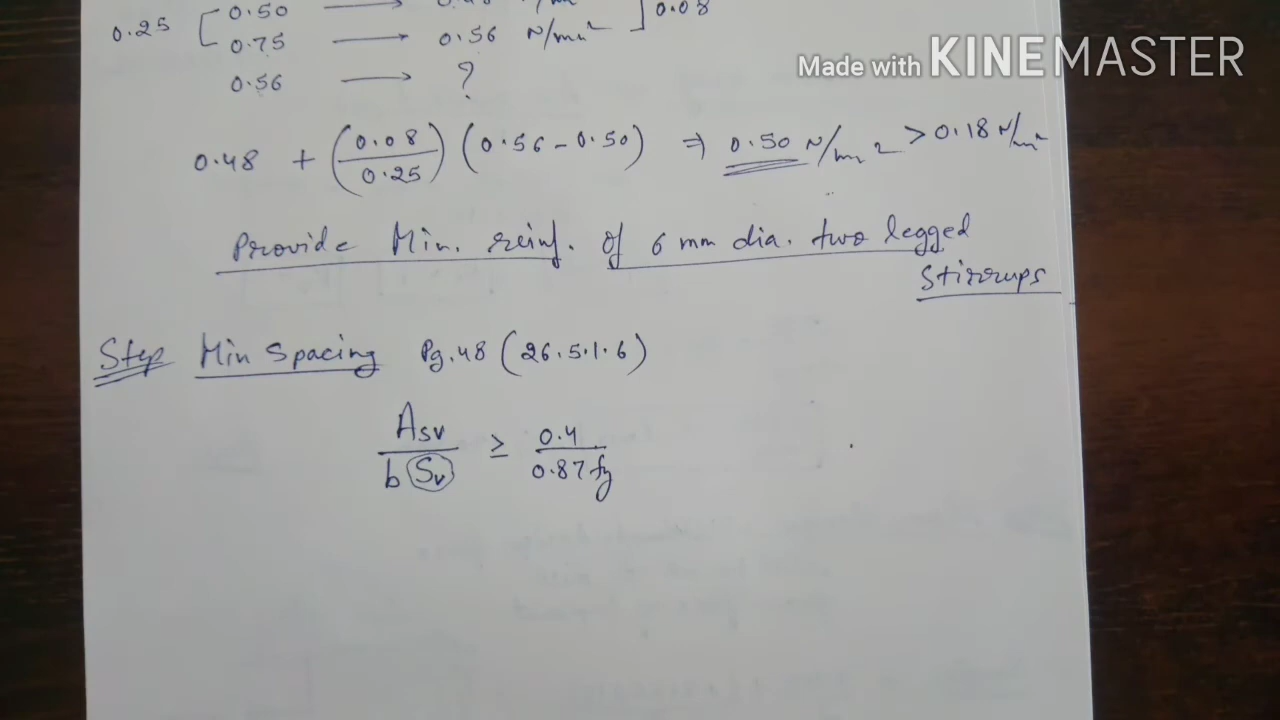 0.25 [ 0.50 ⟶ N/m ] 0.08
0.75 ⟶ 0.56 N/mm²
0.56 ⟶ ?
Made with KINEMASTER
0.48 + (0.08/0.25) (0.56-0.50) ⇒ 0.50 N/mm² > 0.18 N/mm²
Provide Min. reinf. of 6 mm dia. two legged
Stirrups
Step Min Spacing Pg.48 (26.5.1.6)
Asv/b Sv ≥ 0.4/0.87fy